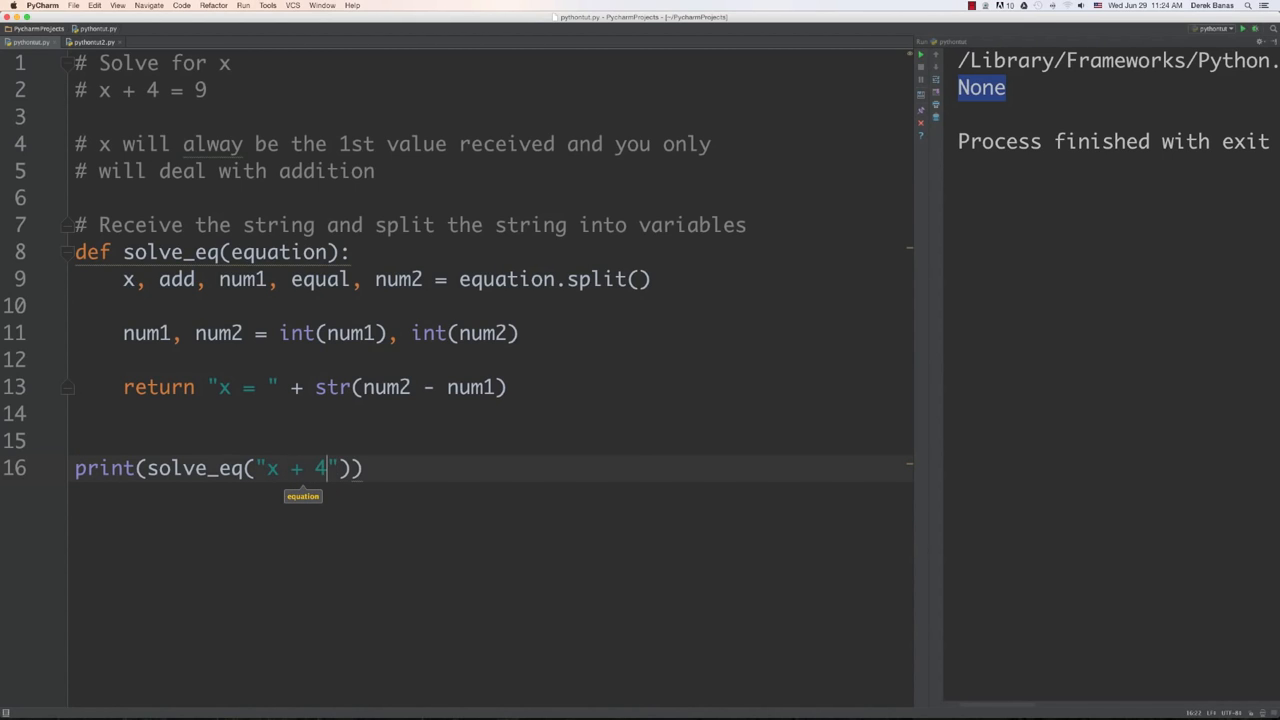 PyCharm File Edit View Navigate Code Refactor Run Tools VCS Window Help
10 Wed Jun 29 11:24 AM Derek Banas
pythontut.py - PycharmProjects - [~/PycharmProjects]
PycharmProjects pythontut.py pythontut
pythontut.py pythontut2.py Run pythontut
1 # Solve for x
2 # x + 4 = 9
3
4 # x will alway be the 1st value received and you only
5 # will deal with addition
6
7 # Receive the string and split the string into variables
8 def solve_eq(equation):
9 x, add, num1, equal, num2 = equation.split()
10
11 num1, num2 = int(num1), int(num2)
12
13 return "x = " + str(num2 - num1)
14
15
16 print(solve_eq("x + 4"))
equation
/Library/Frameworks/Python.
None
Process finished with exit
16:22 LF÷ UTF-8÷